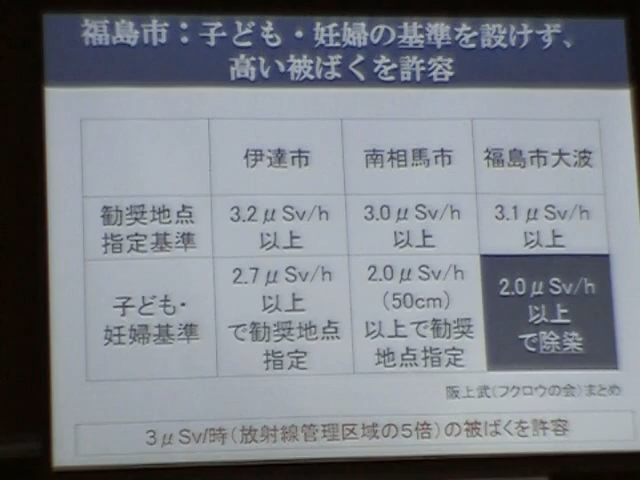 福島市：子ども・妊婦の基準を設けず、
高い被ばくを許容
伊達市
南相馬市
福島市大波
勧奨地点
指定基準
3.2μSv/h
以上
3.0μSv/h
以上
3.1μSv/h
以上
子ども・
妊婦基準
2.7μSv/h
以上
で勧奨地点
指定
2.0μSv/h
(50cm)
以上で勧奨
地点指定
2.0μSv/h
以上
で除染
阪上武(フクロウの会)まとめ
3μSv/時(放射線管理区域の5倍)の被ばくを許容